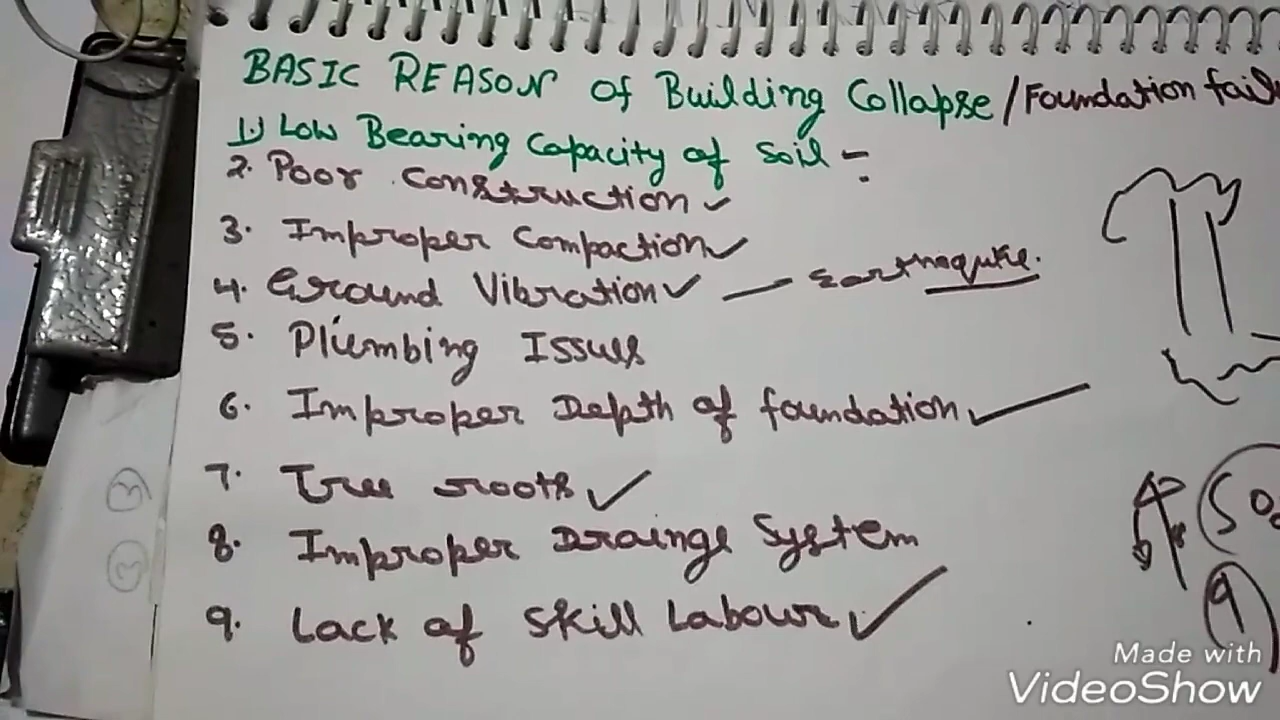 BASIC REASON of Building Collapse / Foundation fail
1.) Low Bearing Capacity of Soil -:
2. Poor Construction ✓
3. Improper Compaction ✓
4. Ground Vibration ✓ — Earthnquke.
5. Plumbing Issues
6. Improper Depth of foundation ✓
7. Tree roots ✓
8. Improper Drainge System
9. Lack of Skill Labour ✓
Made with
VideoShow